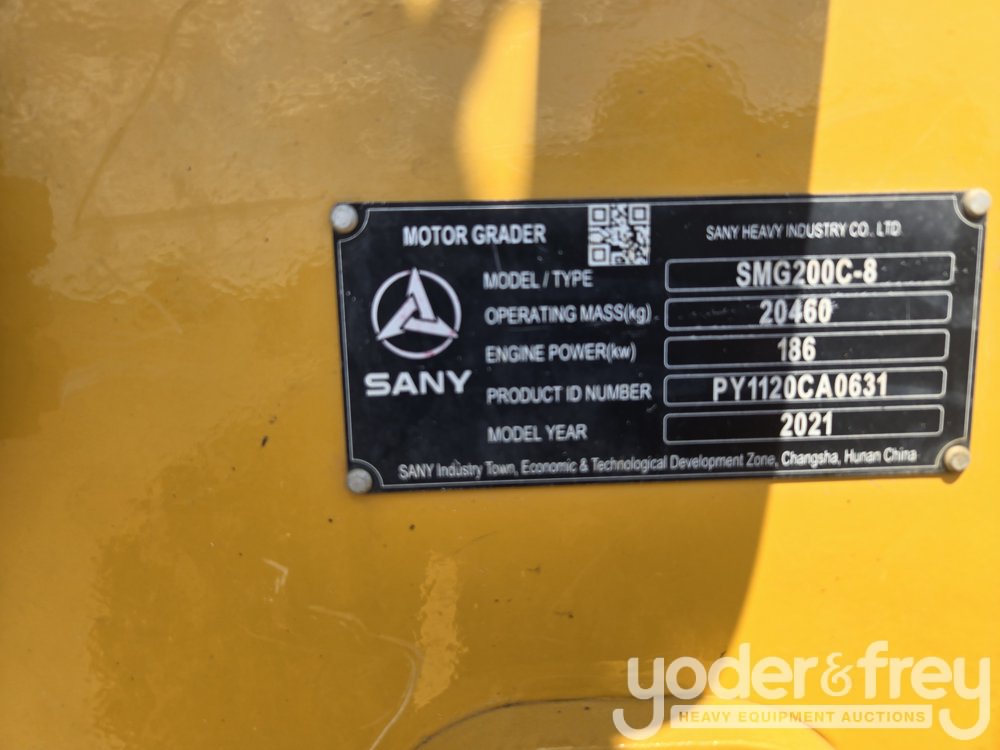 MOTOR GRADER
SANY HEAVY INDUSTRY CO., LTD
MODEL / TYPE SMG200C-8
OPERATING MASS(kg) 20460
ENGINE POWER(kw) 186
SANY
PRODUCT ID NUMBER PY1120CA0631
MODEL YEAR 2021
SANY Industry Town, Economic & Technological Development Zone, Changsha, Hunan China
yoder&frey
HEAVY EQUIPMENT AUCTIONS